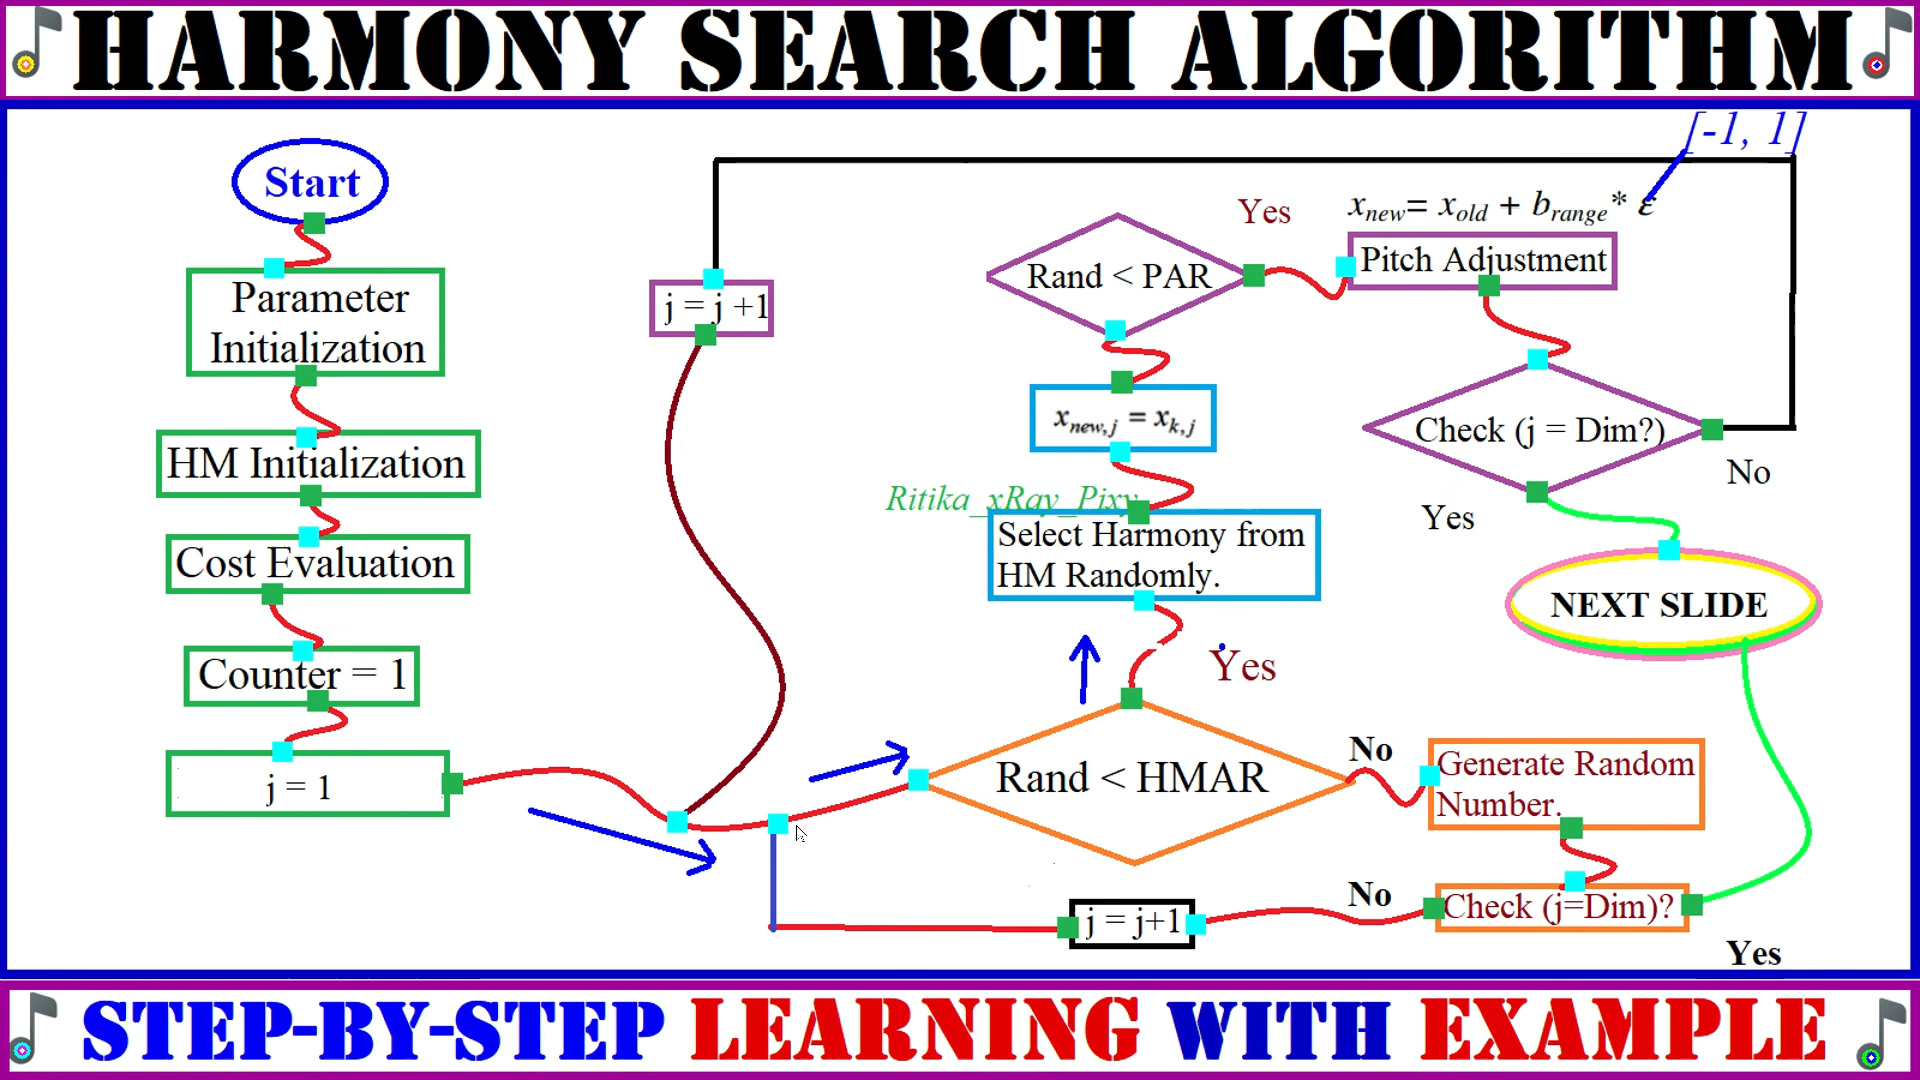 HARMONY SEARCH ALGORITHM
[-1, 1]
Start
Yes
xnew= xold + brange* ε
Parameter
Initialization
j = j +1
Rand < PAR
Pitch Adjustment
xnew,j = xk,j
Check (j = Dim?)
No
HM Initialization
Ritika_xRay_Pixy
Yes
Select Harmony from
HM Randomly.
Cost Evaluation
NEXT SLIDE
Counter = 1
Yes
j = 1
Rand < HMAR
No
Generate Random
Number.
j = j+1
No
Check (j=Dim)?
Yes
STEP-BY-STEP LEARNING WITH EXAMPLE